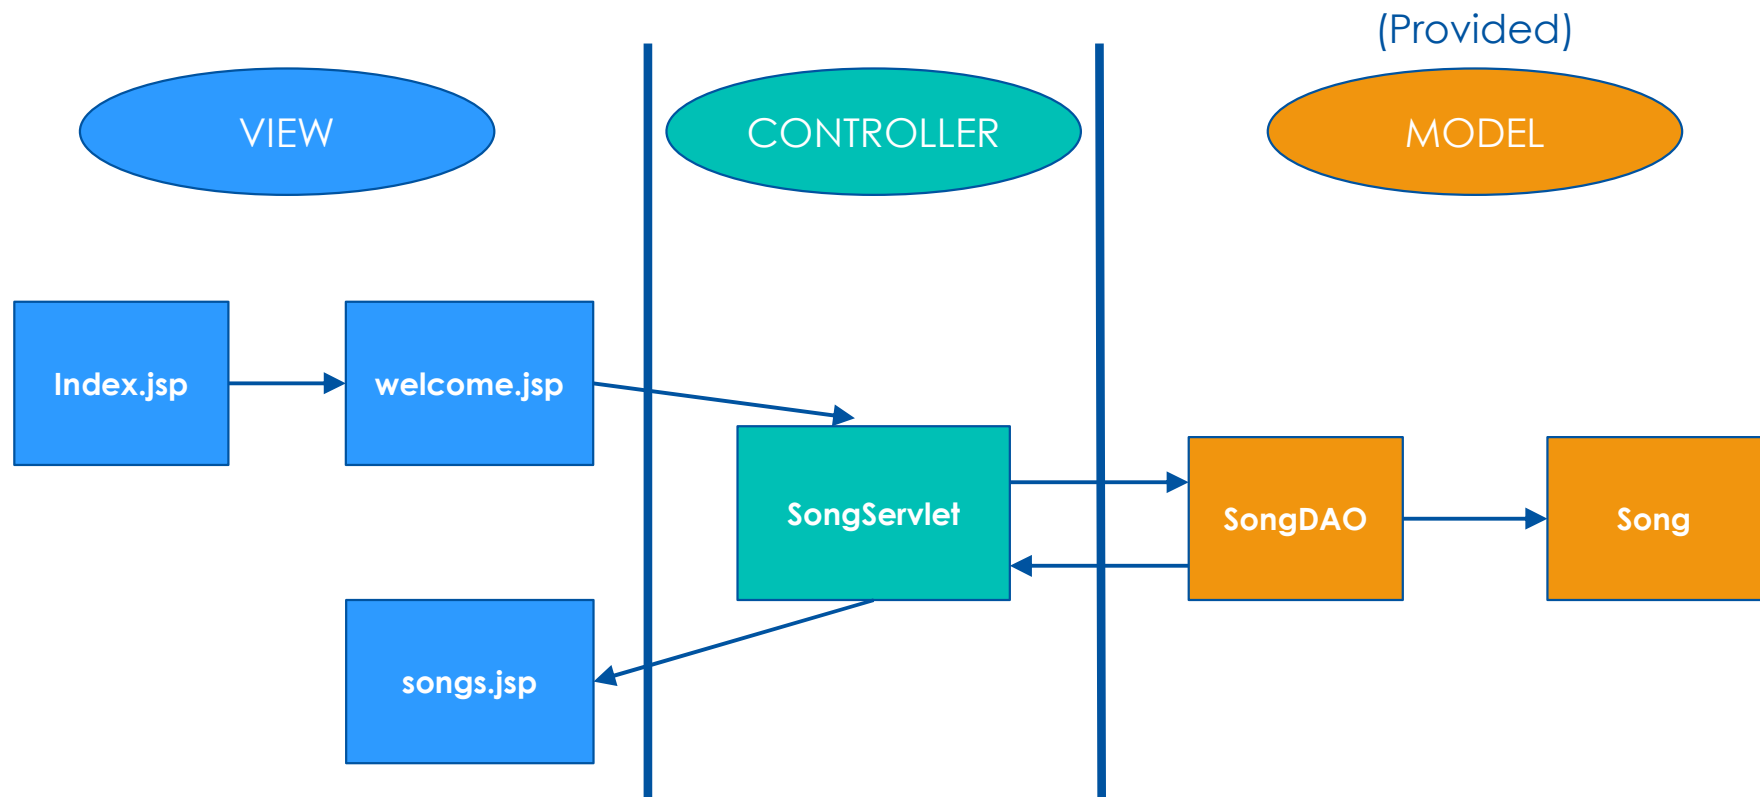 (Provided)
VIEW
CONTROLLER
MODEL
Index.jsp
welcome.jsp
SongServlet
SongDAO
Song
songs.jsp